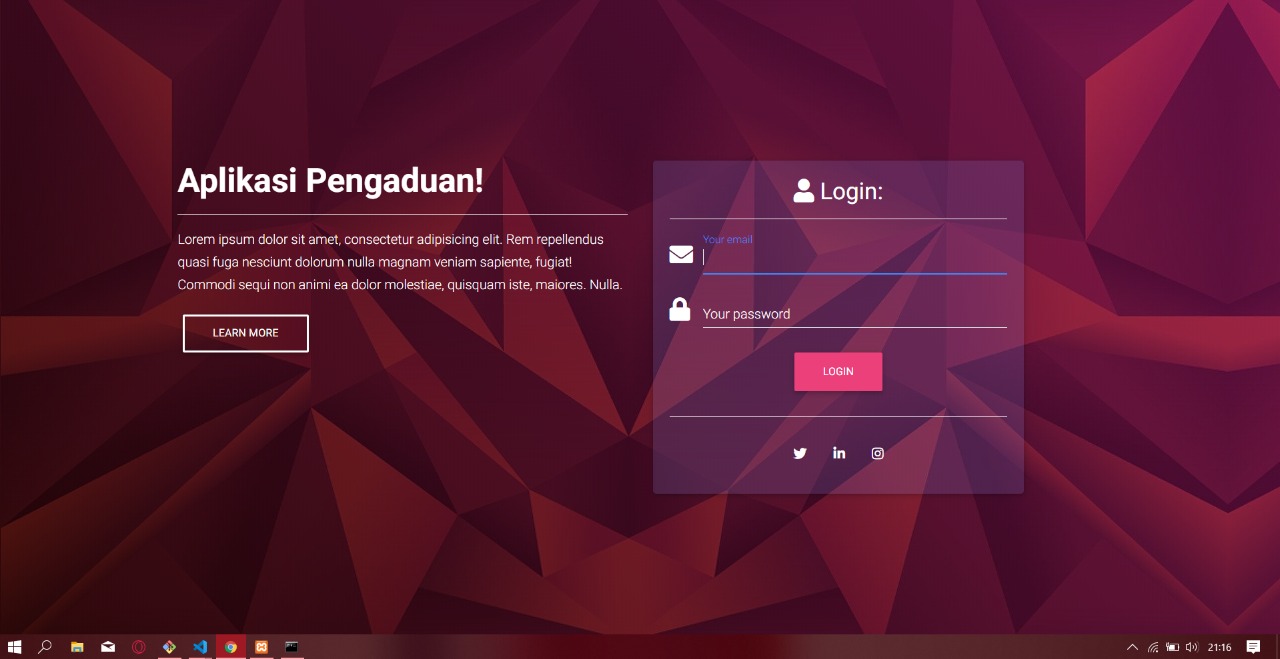 Aplikasi Pengaduan!
Lorem ipsum dolor sit amet, consectetur adipisicing elit. Rem repellendus
quasi fuga nesciunt dolorum nulla magnam veniam sapiente, fugiat!
Commodi sequi non animi ea dolor molestiae, quisquam iste, maiores. Nulla.
LEARN MORE
Login:
Your email
Your password
LOGIN
21:16